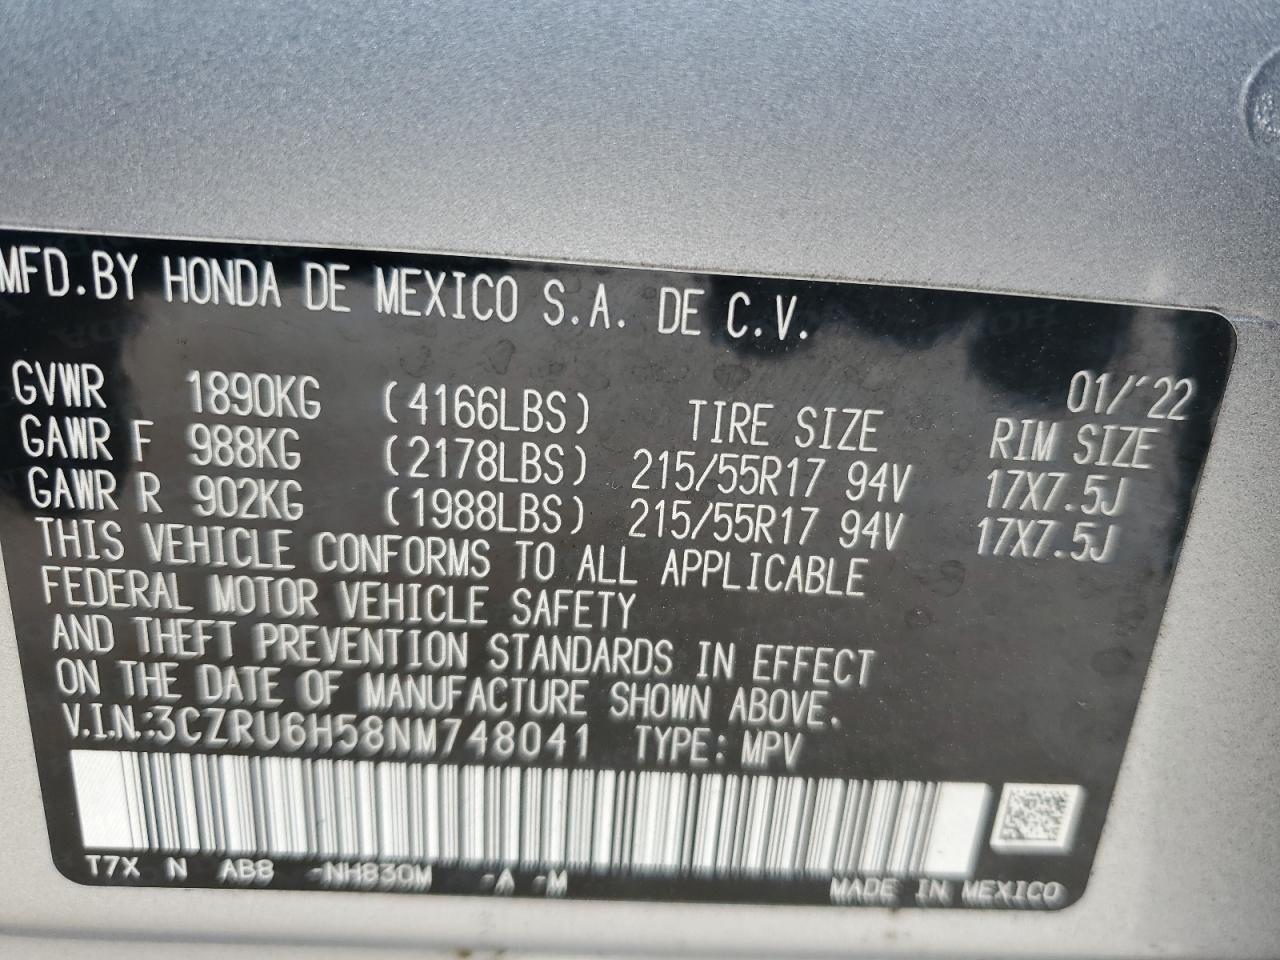 MFD.BY HONDA DE MEXICO S.A. DE C.V.
01/'22
GVWR 1890KG (4166LBS) TIRE SIZE RIM SIZE
GAWR F 988KG (2178LBS) 215/55R17 94V 17X7.5J
GAWR R 902KG (1988LBS) 215/55R17 94V 17X7.5J
THIS VEHICLE CONFORMS TO ALL APPLICABLE
FEDERAL MOTOR VEHICLE SAFETY
AND THEFT PREVENTION STANDARDS IN EFFECT
ON THE DATE OF MANUFACTURE SHOWN ABOVE.
V.I.N.:3CZRU6H58NM748041 TYPE: MPV
T7X N AB8 -NH830M -A -M
MADE IN MEXICO